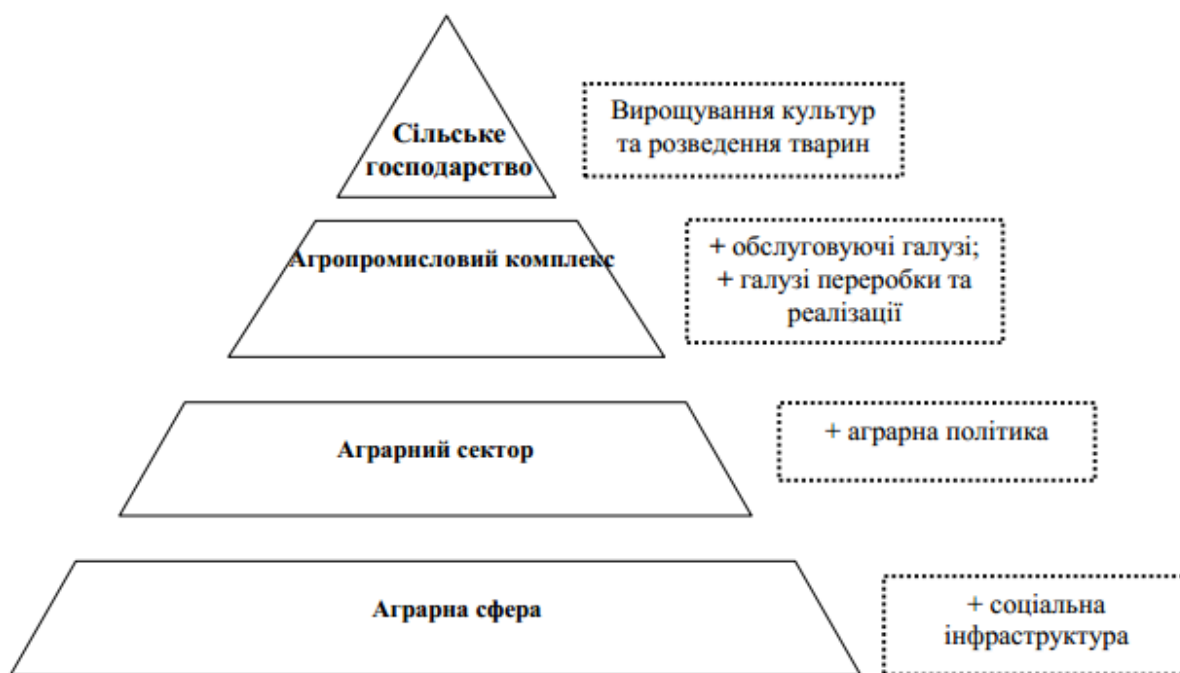 Сільське
господарство
Вирощування культур
та розведення тварин
Агропромисловий комплекс
+ обслуговуючі галузі;
+ галузі переробки та
реалізації
Аграрний сектор
+ аграрна політика
Аграрна сфера
+ соціальна
інфраструктура